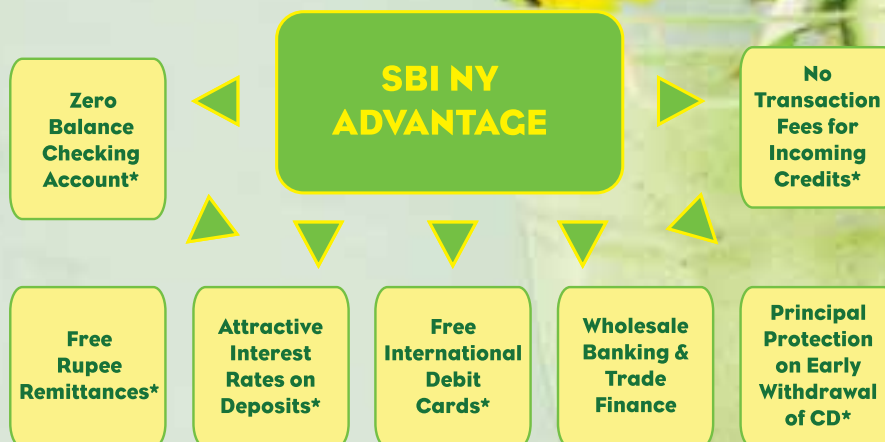 SBI NY
ADVANTAGE
Zero
Balance
Checking
Account*
No
Transaction
Fees for
Incoming
Credits*
Free
Rupee
Remittances*
Attractive
Interest
Rates on
Deposits*
Free
International
Debit
Cards*
Wholesale
Banking &
Trade
Finance
Principal
Protection
on Early
Withdrawal
of CD*